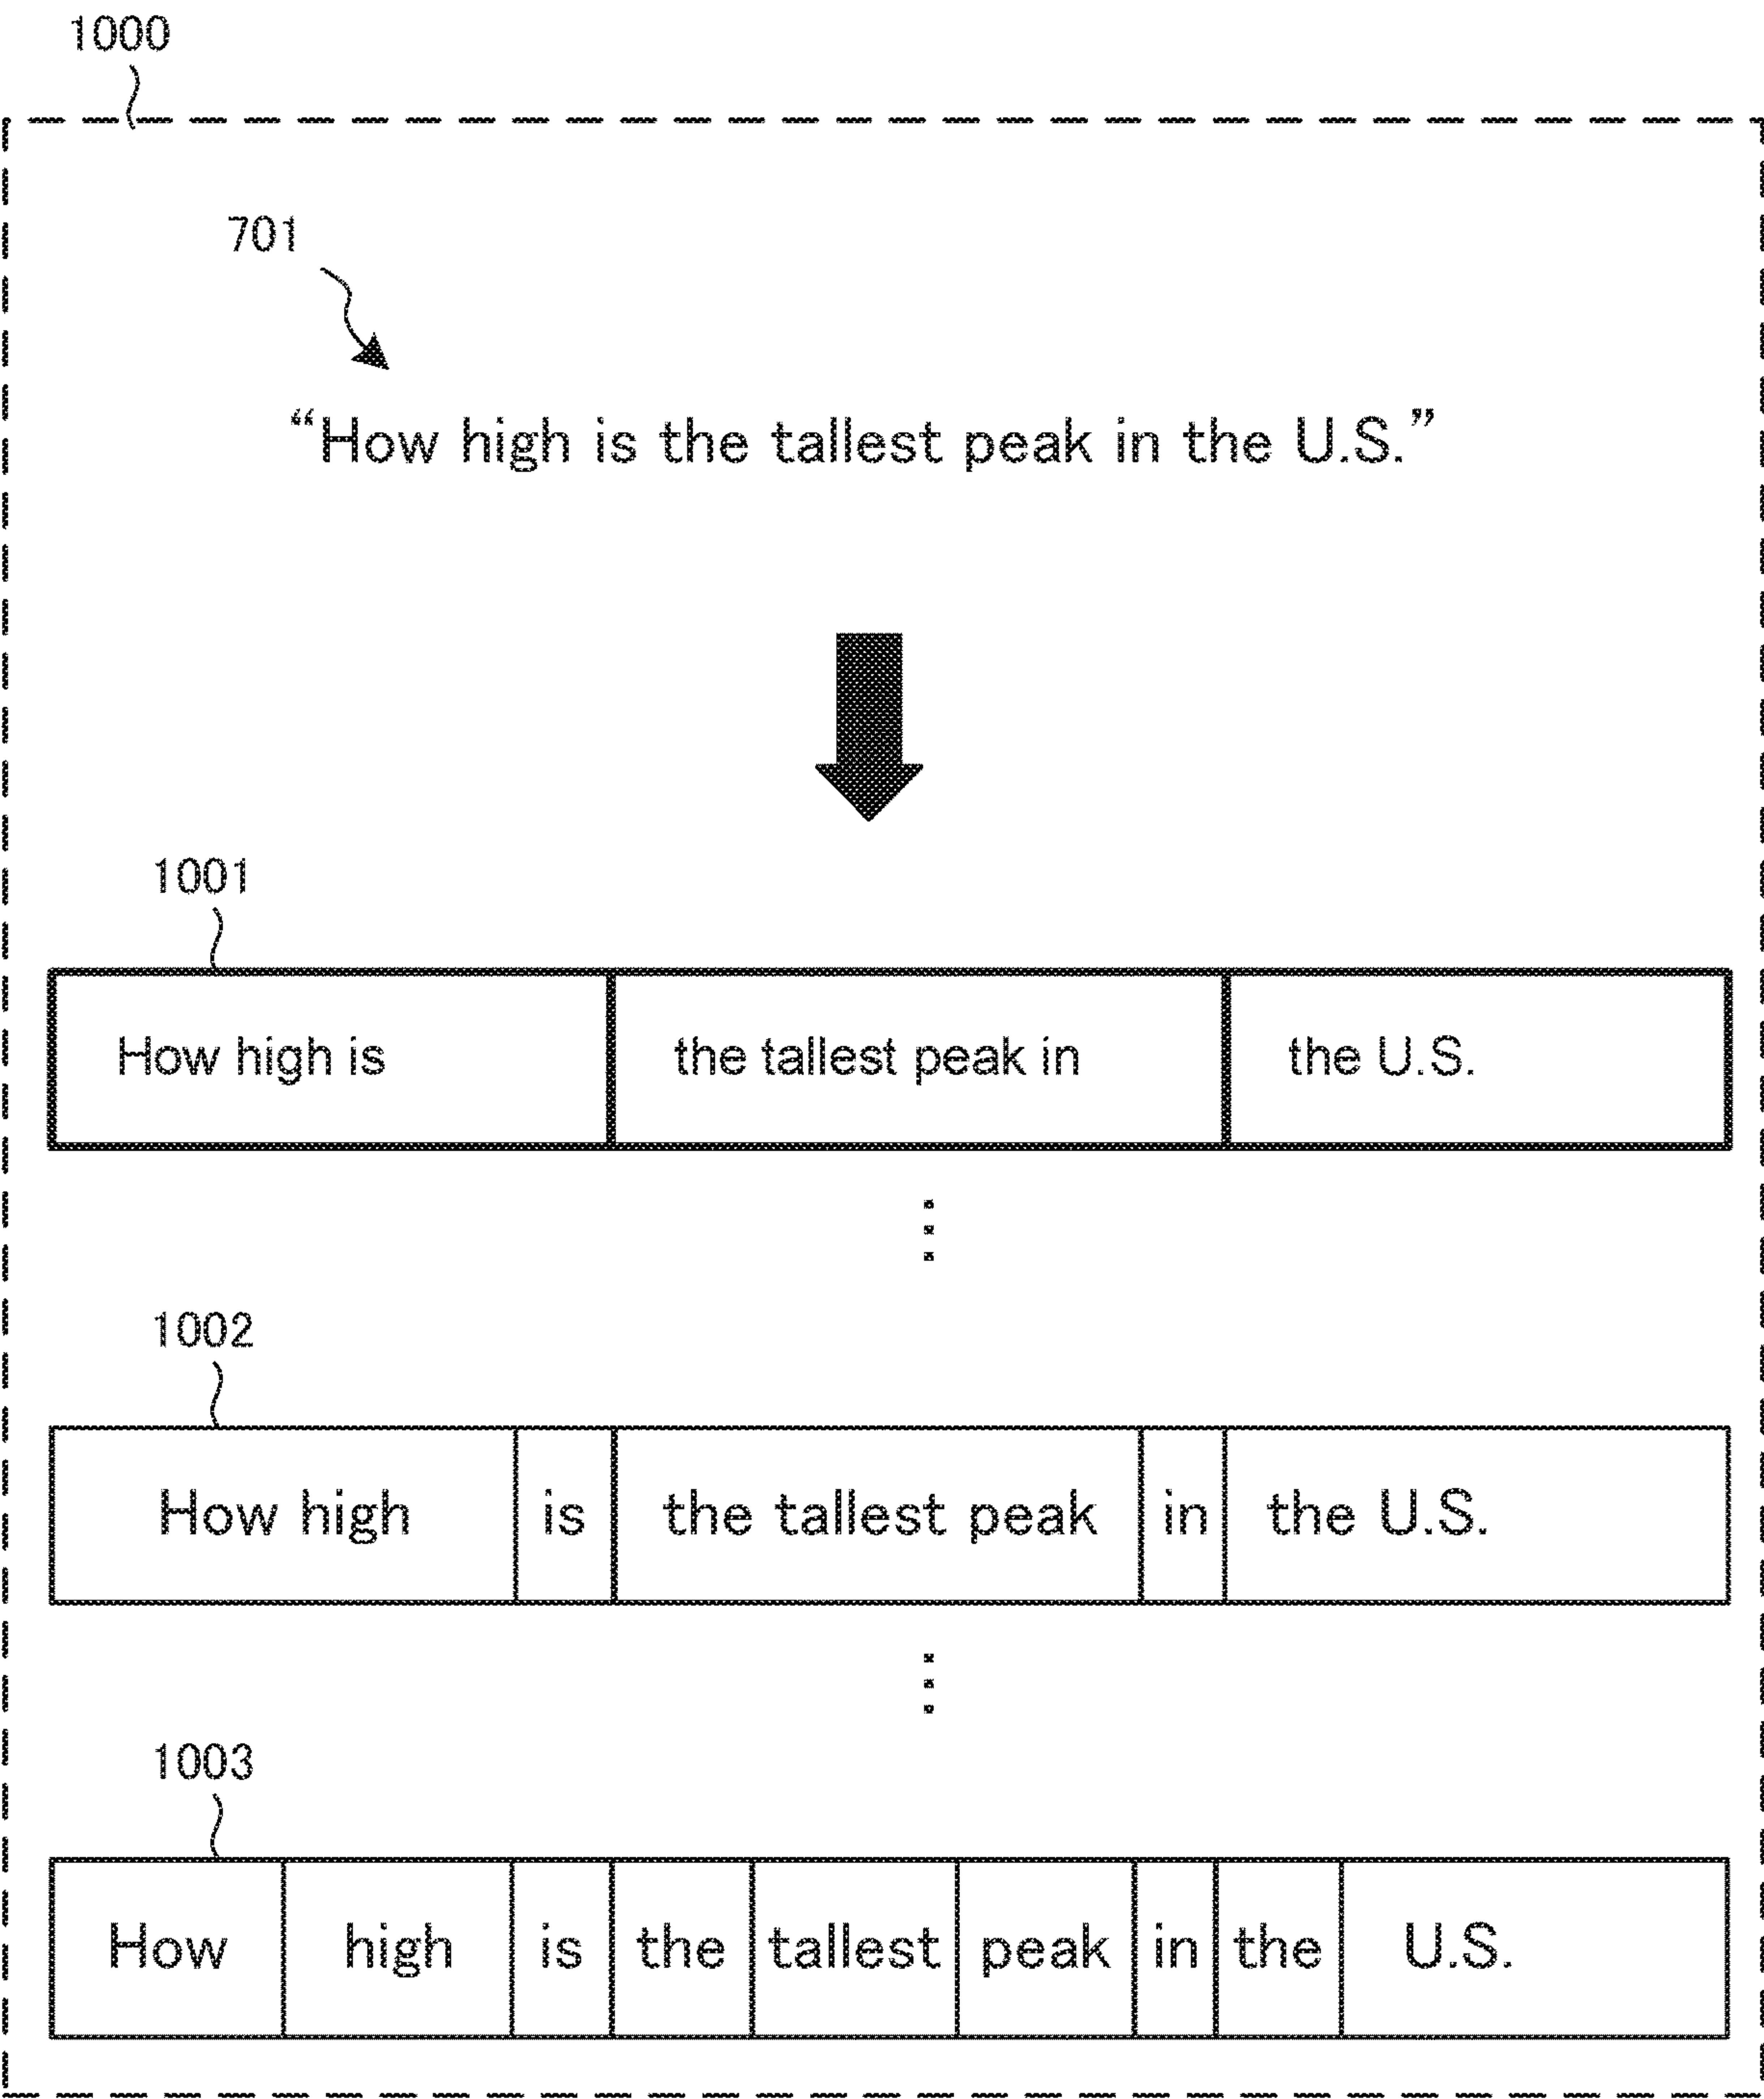 1000
701
“How high is the tallest peak in the U.S.”
1001
How high is the tallest peak in the U.S.
1002
How high is the tallest peak in the U.S.
1003
How high is the tallest peak in the U.S.